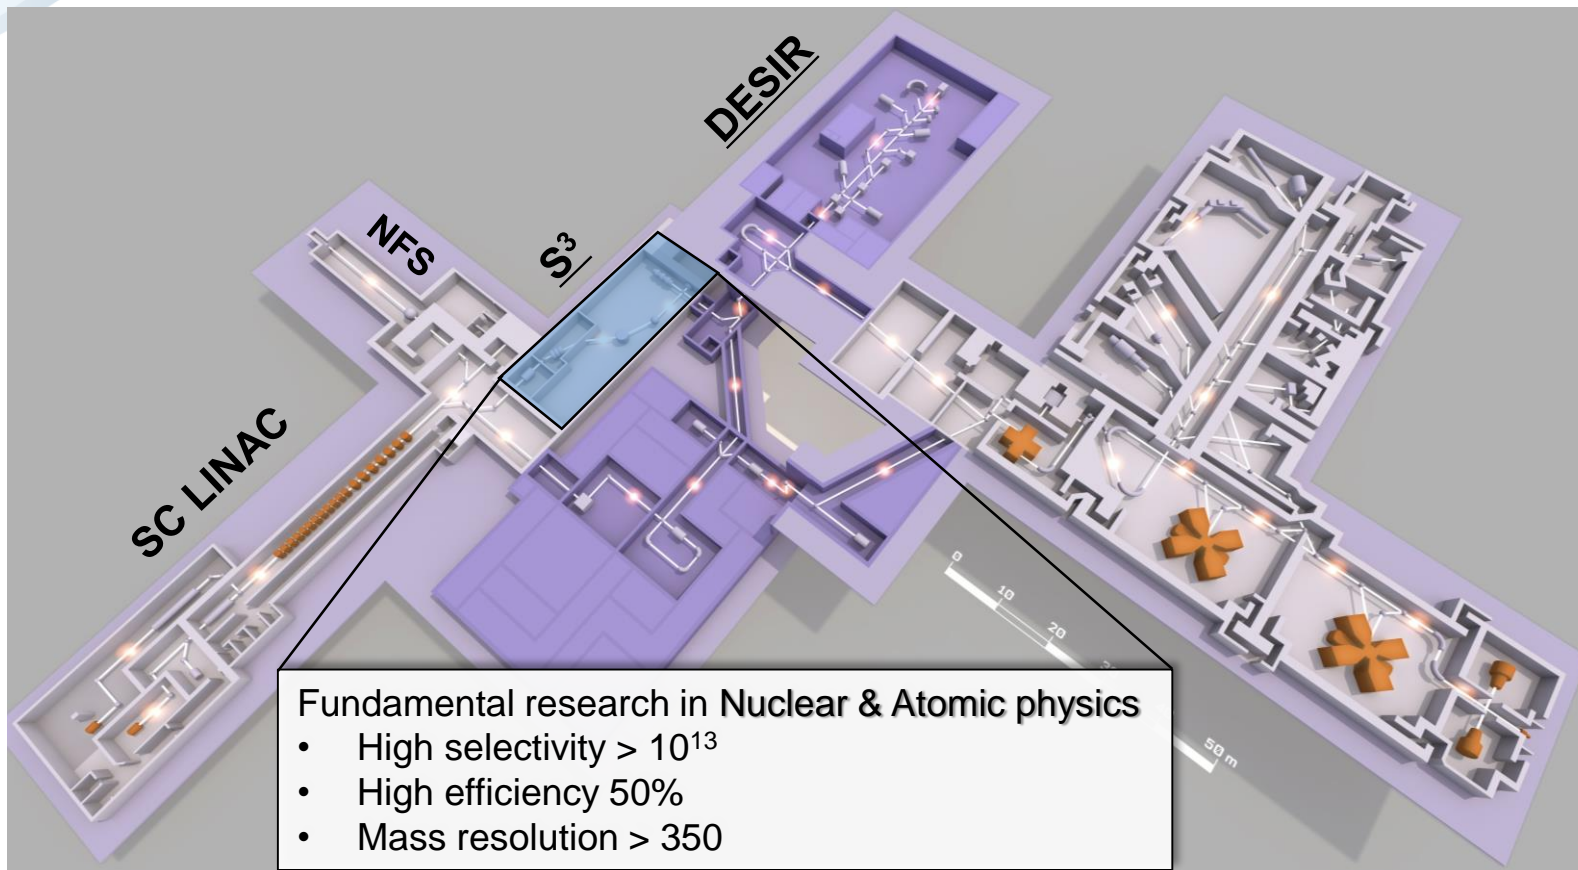 DESIR
NFS
S³
SC LINAC
0
10
20
50 m
Fundamental research in Nuclear & Atomic physics
• High selectivity > 10¹³
• High efficiency 50%
• Mass resolution > 350